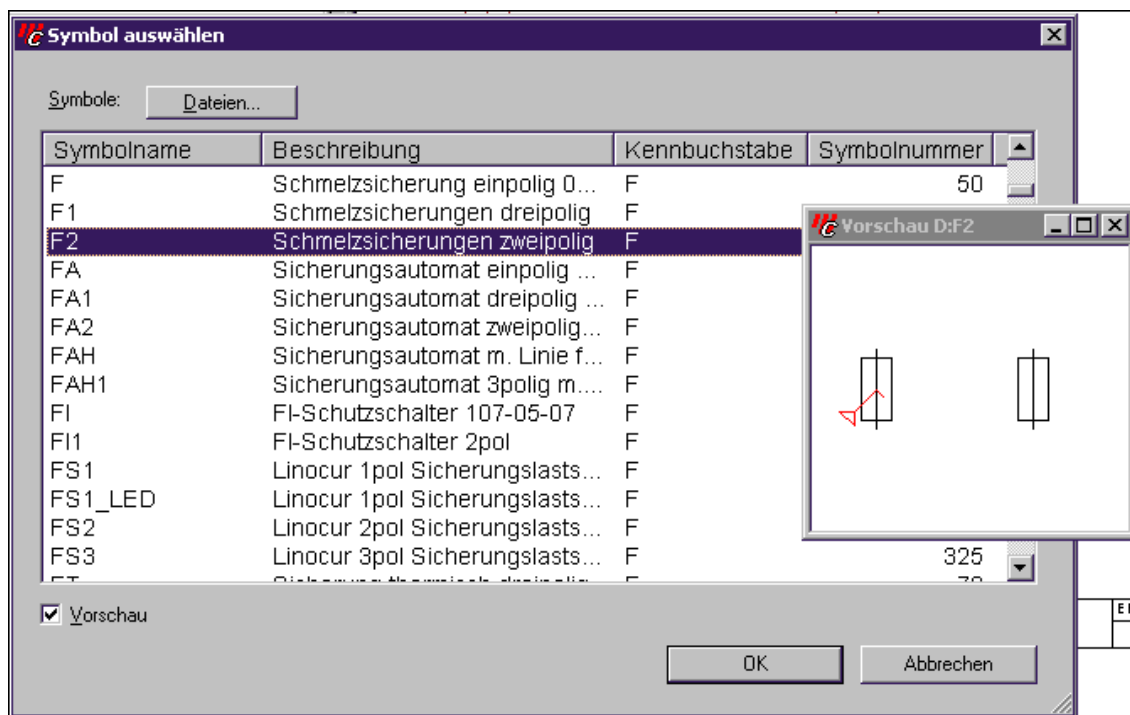 Symbol auswählen
Symbole: Dateien...
Symbolname Beschreibung Kennbuchstabe Symbolnummer
F Schmelzsicherung einpolig 0... F 50
F1 Schmelzsicherungen dreipolig F
F2 Schmelzsicherungen zweipolig F
Vorschau D:F2
FA Sicherungsautomat einpolig ... F
FA1 Sicherungsautomat dreipolig ... F
FA2 Sicherungsautomat zweipolig... F
FAH Sicherungsautomat m. Linie f... F
FAH1 Sicherungsautomat 3polig m.... F
FI FI-Schutzschalter 107-05-07 F
FI1 FI-Schutzschalter 2pol F
FS1 Linocur 1pol Sicherungslasts... F
FS1_LED Linocur 1pol Sicherungslasts... F
FS2 Linocur 2pol Sicherungslasts... F
FS3 Linocur 3pol Sicherungslasts... F 325
Vorschau
OK Abbrechen